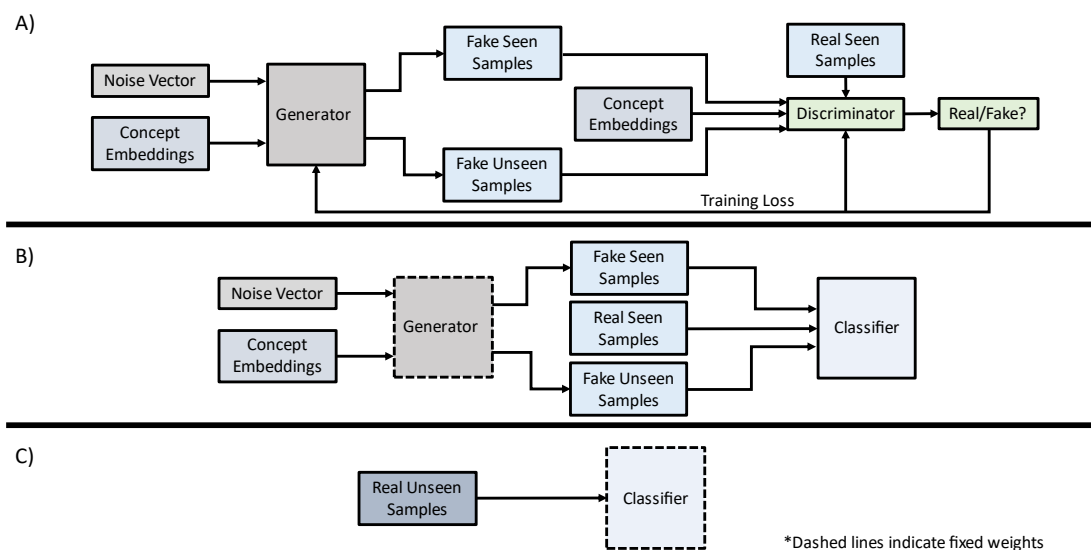 A)
Noise Vector
Concept
Embeddings
Generator
Fake Seen
Samples
Fake Unseen
Samples
Concept
Embeddings
Real Seen
Samples
Discriminator
Real/Fake?
Training Loss
B)
Noise Vector
Concept
Embeddings
Generator
Fake Seen
Samples
Real Seen
Samples
Fake Unseen
Samples
Classifier
C)
Real Unseen
Samples
Classifier
*Dashed lines indicate fixed weights